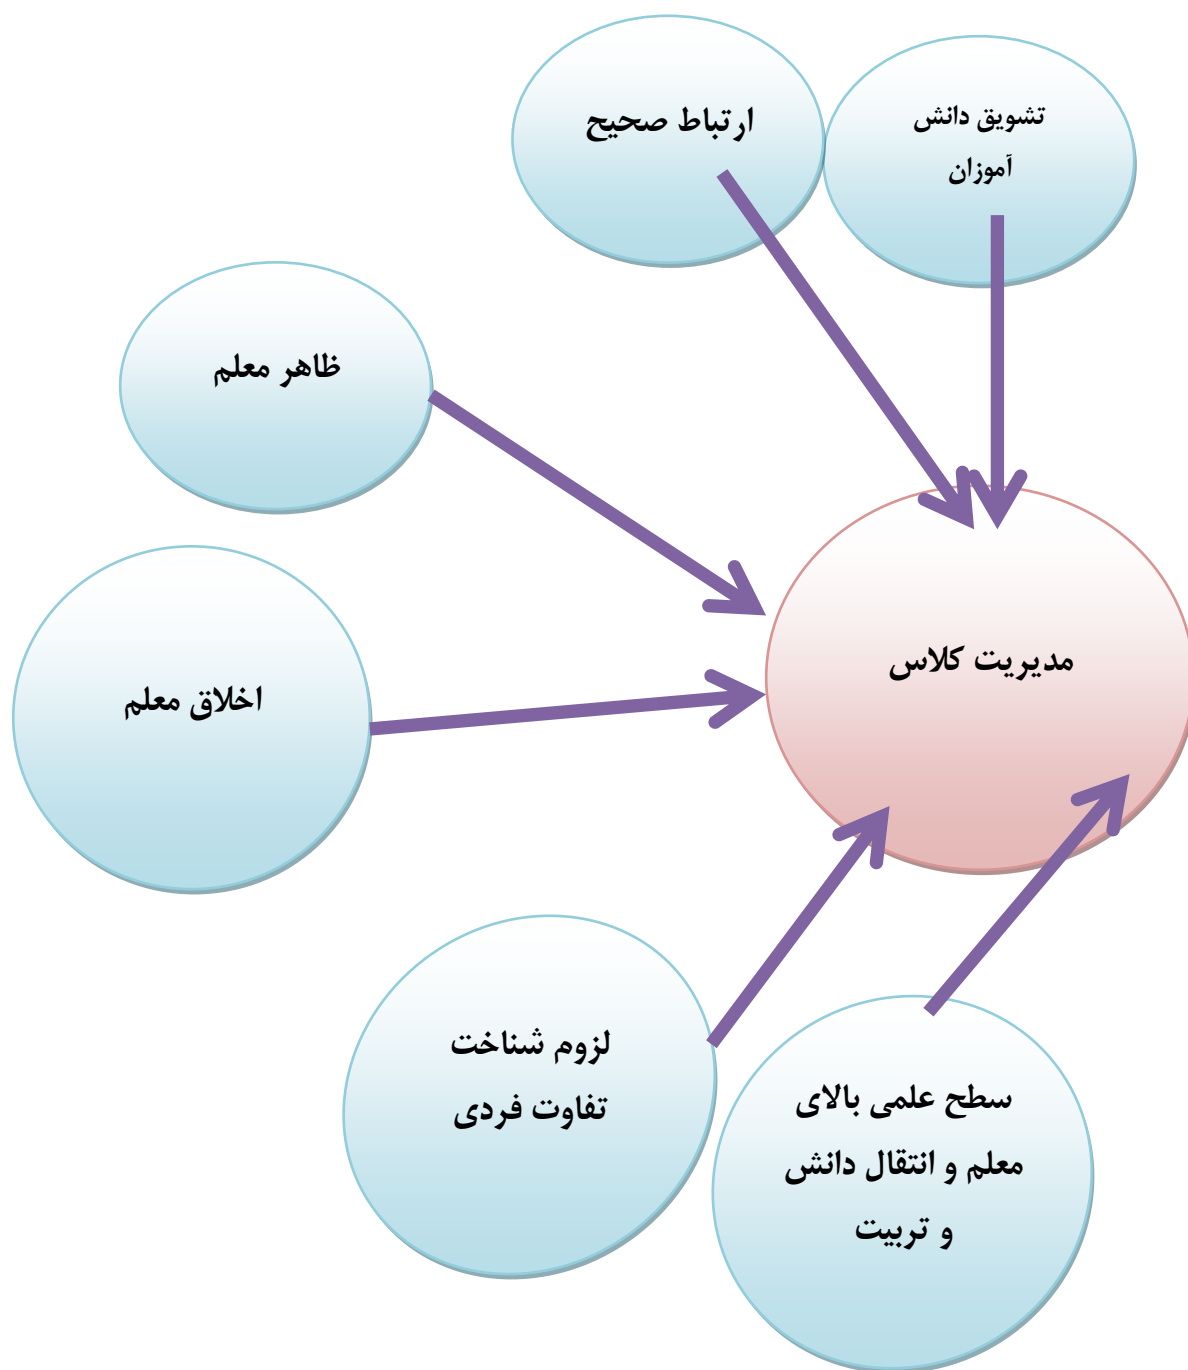 تشویق دانش
آموزان
ارتباط صحیح
ظاهر معلم
مدیریت کلاس
اخلاق معلم
لزوم شناخت
تفاوت فردی
سطح علمی بالای
معلم و انتقال دانش
و تربیت